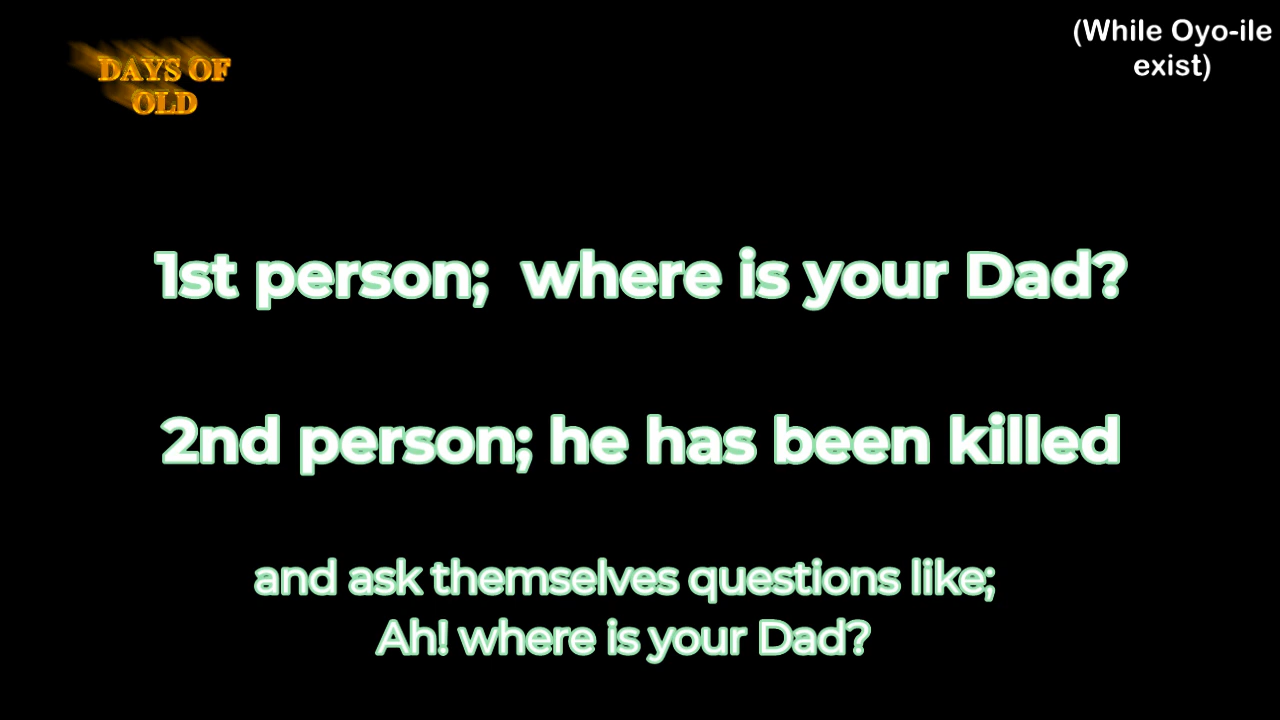 DAYS OF
OLD
(While Oyo-ile
exist)
1st person;  where is your Dad?
2nd person; he has been killed
and ask themselves questions like;
Ah! where is your Dad?